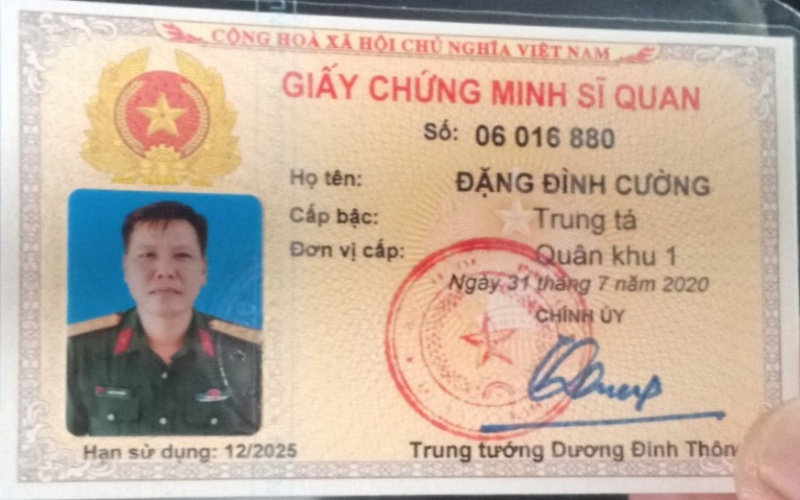 CỘNG HOÀ XÃ HỘI CHỦ NGHĨA VIỆT NAM
GIẤY CHỨNG MINH SĨ QUAN
Số: 06 016 880
Họ tên: ĐẶNG ĐÌNH CƯỜNG
Cấp bậc: Trung tá
Đơn vị cấp: Quân khu 1
Ngày 31 tháng 7 năm 2020
CHÍNH ỦY
Hạn sử dụng: 12/2025
Trung tướng Dương Đình Thôn